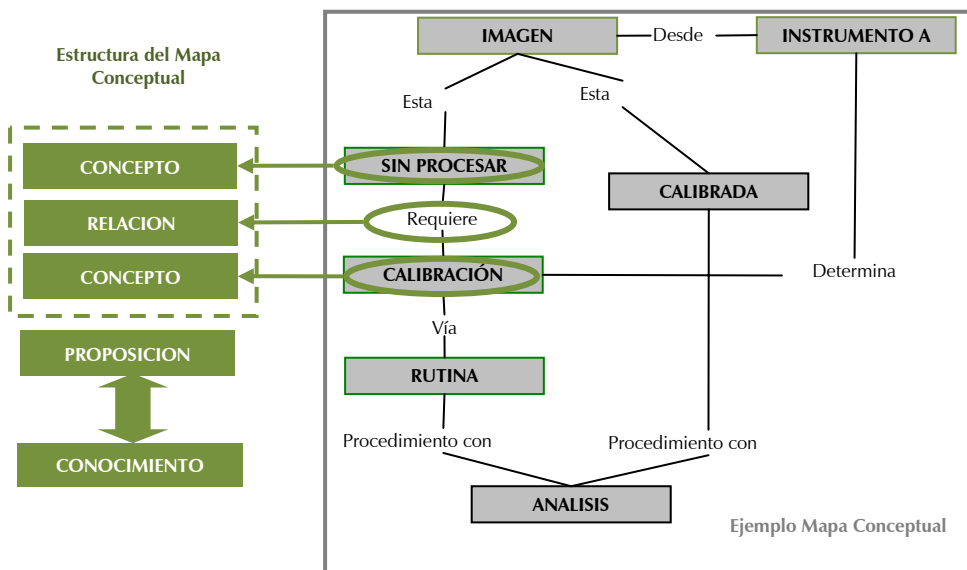 Estructura del Mapa
Conceptual
CONCEPTO
RELACION
CONCEPTO
PROPOSICION
CONOCIMIENTO
IMAGEN
Desde
INSTRUMENTO A
Esta
Esta
SIN PROCESAR
CALIBRADA
Requiere
CALIBRACIÓN
Determina
Vía
RUTINA
Procedimiento con
Procedimiento con
ANALISIS
Ejemplo Mapa Conceptual